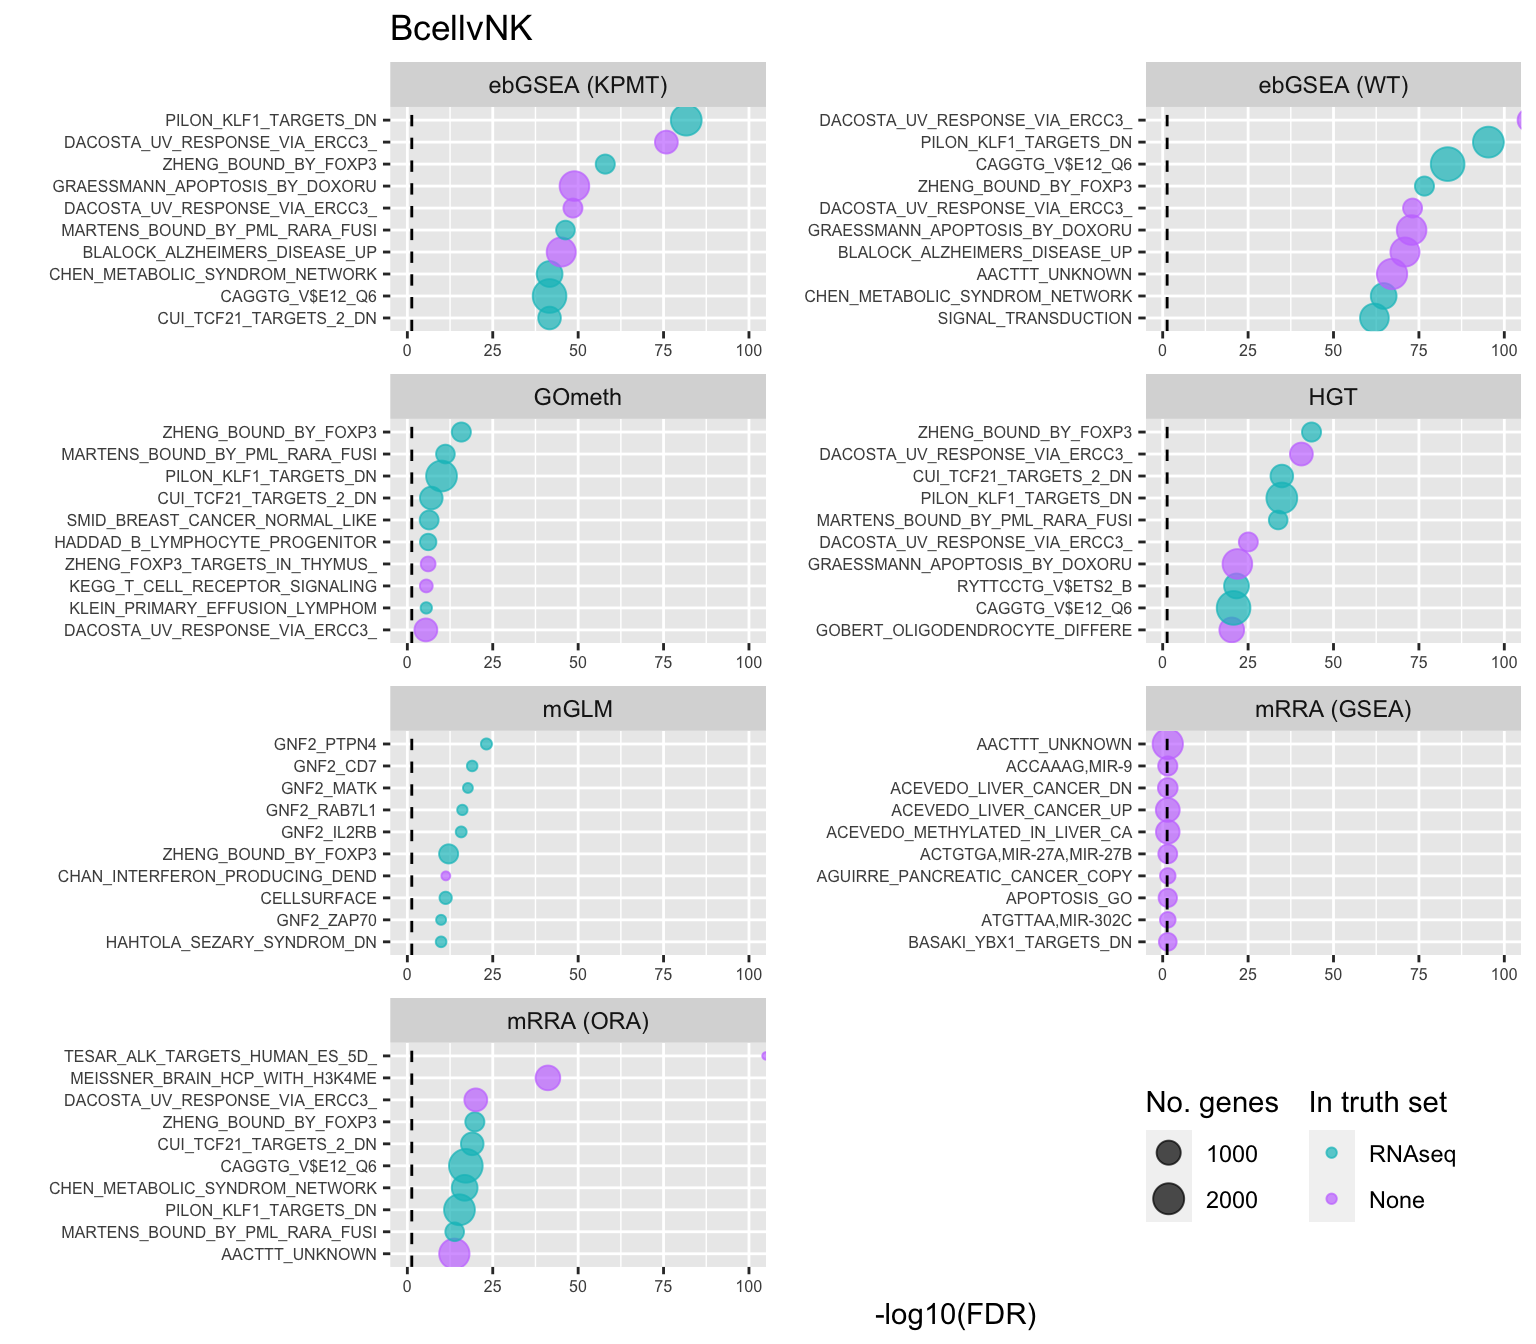 BcellvNK
ebGSEA (KPMT)
PILON_KLF1_TARGETS_DN
DACOSTA_UV_RESPONSE_VIA_ERCC3_
ZHENG_BOUND_BY_FOXP3
GRAESSMANN_APOPTOSIS_BY_DOXORU
DACOSTA_UV_RESPONSE_VIA_ERCC3_
MARTENS_BOUND_BY_PML_RARA_FUSI
BLALOCK_ALZHEIMERS_DISEASE_UP
CHEN_METABOLIC_SYNDROM_NETWORK
CAGGTG_V$E12_Q6
CUI_TCF21_TARGETS_2_DN
0 25 50 75 100
ebGSEA (WT)
DACOSTA_UV_RESPONSE_VIA_ERCC3_
PILON_KLF1_TARGETS_DN
CAGGTG_V$E12_Q6
ZHENG_BOUND_BY_FOXP3
DACOSTA_UV_RESPONSE_VIA_ERCC3_
GRAESSMANN_APOPTOSIS_BY_DOXORU
BLALOCK_ALZHEIMERS_DISEASE_UP
AACTTT_UNKNOWN
CHEN_METABOLIC_SYNDROM_NETWORK
SIGNAL_TRANSDUCTION
0 25 50 75 100
GOmeth
ZHENG_BOUND_BY_FOXP3
MARTENS_BOUND_BY_PML_RARA_FUSI
PILON_KLF1_TARGETS_DN
CUI_TCF21_TARGETS_2_DN
SMID_BREAST_CANCER_NORMAL_LIKE
HADDAD_B_LYMPHOCYTE_PROGENITOR
ZHENG_FOXP3_TARGETS_IN_THYMUS_
KEGG_T_CELL_RECEPTOR_SIGNALING
KLEIN_PRIMARY_EFFUSION_LYMPHOM
DACOSTA_UV_RESPONSE_VIA_ERCC3_
0 25 50 75 100
HGT
ZHENG_BOUND_BY_FOXP3
DACOSTA_UV_RESPONSE_VIA_ERCC3_
CUI_TCF21_TARGETS_2_DN
PILON_KLF1_TARGETS_DN
MARTENS_BOUND_BY_PML_RARA_FUSI
DACOSTA_UV_RESPONSE_VIA_ERCC3_
GRAESSMANN_APOPTOSIS_BY_DOXORU
RYTTCCTG_V$ETS2_B
CAGGTG_V$E12_Q6
GOBERT_OLIGODENDROCYTE_DIFFERE
0 25 50 75 100
mGLM
GNF2_PTPN4
GNF2_CD7
GNF2_MATK
GNF2_RAB7L1
GNF2_IL2RB
ZHENG_BOUND_BY_FOXP3
CHAN_INTERFERON_PRODUCING_DEND
CELLSURFACE
GNF2_ZAP70
HAHTOLA_SEZARY_SYNDROM_DN
0 25 50 75 100
mRRA (GSEA)
AACTTT_UNKNOWN
ACCAAAG,MIR-9
ACEVEDO_LIVER_CANCER_DN
ACEVEDO_LIVER_CANCER_UP
ACEVEDO_METHYLATED_IN_LIVER_CA
ACTGTGA,MIR-27A,MIR-27B
AGUIRRE_PANCREATIC_CANCER_COPY
APOPTOSIS_GO
ATGTTAA,MIR-302C
BASAKI_YBX1_TARGETS_DN
0 25 50 75 100
mRRA (ORA)
TESAR_ALK_TARGETS_HUMAN_ES_5D_
MEISSNER_BRAIN_HCP_WITH_H3K4ME
DACOSTA_UV_RESPONSE_VIA_ERCC3_
ZHENG_BOUND_BY_FOXP3
CUI_TCF21_TARGETS_2_DN
CAGGTG_V$E12_Q6
CHEN_METABOLIC_SYNDROM_NETWORK
PILON_KLF1_TARGETS_DN
MARTENS_BOUND_BY_PML_RARA_FUSI
AACTTT_UNKNOWN
0 25 50 75 100
No. genes
1000
2000
In truth set
RNAseq
None
-log10(FDR)